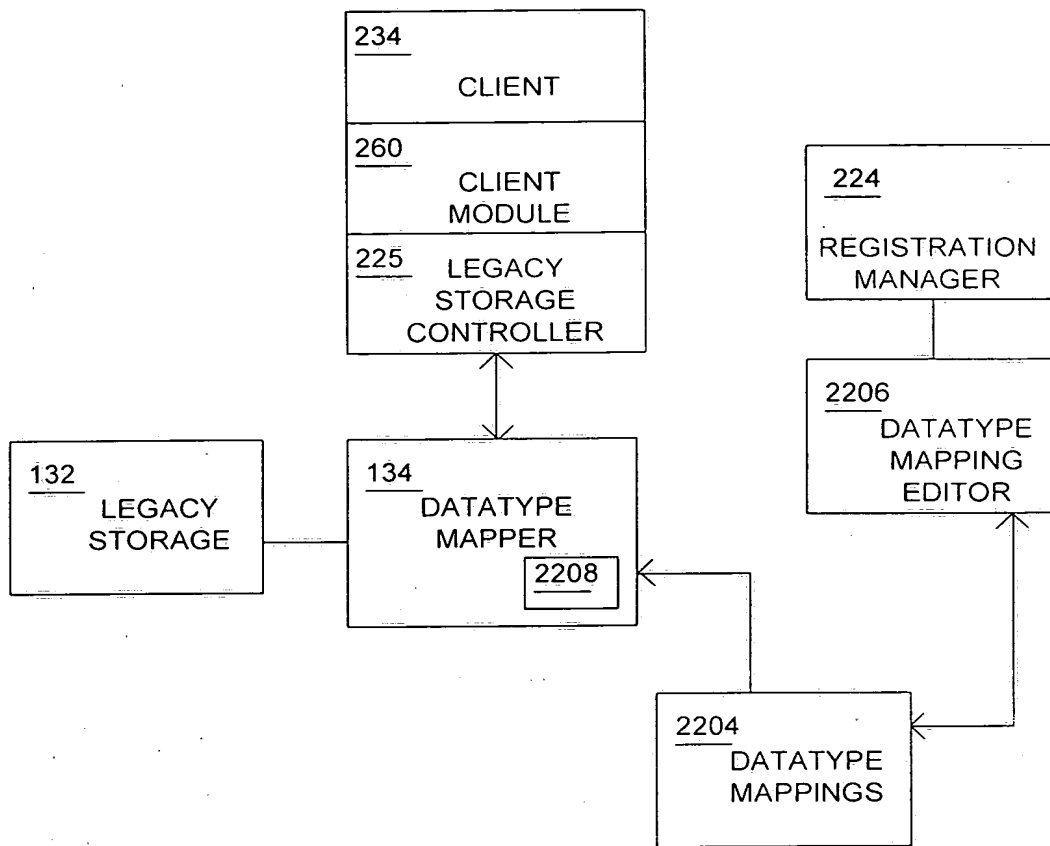 234
CLIENT
260
CLIENT
MODULE
225
LEGACY
STORAGE
CONTROLLER
224
REGISTRATION
MANAGER
2206
DATATYPE
MAPPING
EDITOR
132
LEGACY
STORAGE
134
DATATYPE
MAPPER
2208
2204
DATATYPE
MAPPINGS